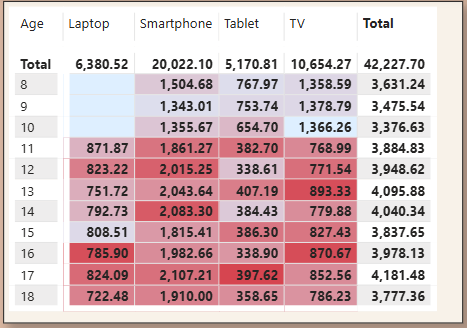 Age Laptop Smartphone Tablet TV Total
Total 6,380.52 20,022.10 5,170.81 10,654.27 42,227.70
8 1,504.68 767.97 1,358.59 3,631.24
9 1,343.01 753.74 1,378.79 3,475.54
10 1,355.67 654.70 1,366.26 3,376.63
11 871.87 1,861.27 382.70 768.99 3,884.83
12 823.22 2,015.25 338.61 771.54 3,948.62
13 751.72 2,043.64 407.19 893.33 4,095.88
14 792.73 2,083.30 384.43 779.88 4,040.34
15 808.51 1,815.41 386.30 827.43 3,837.65
16 785.90 1,982.66 338.90 870.67 3,978.13
17 824.09 2,107.21 397.62 852.56 4,181.48
18 722.48 1,910.00 358.65 786.23 3,777.36